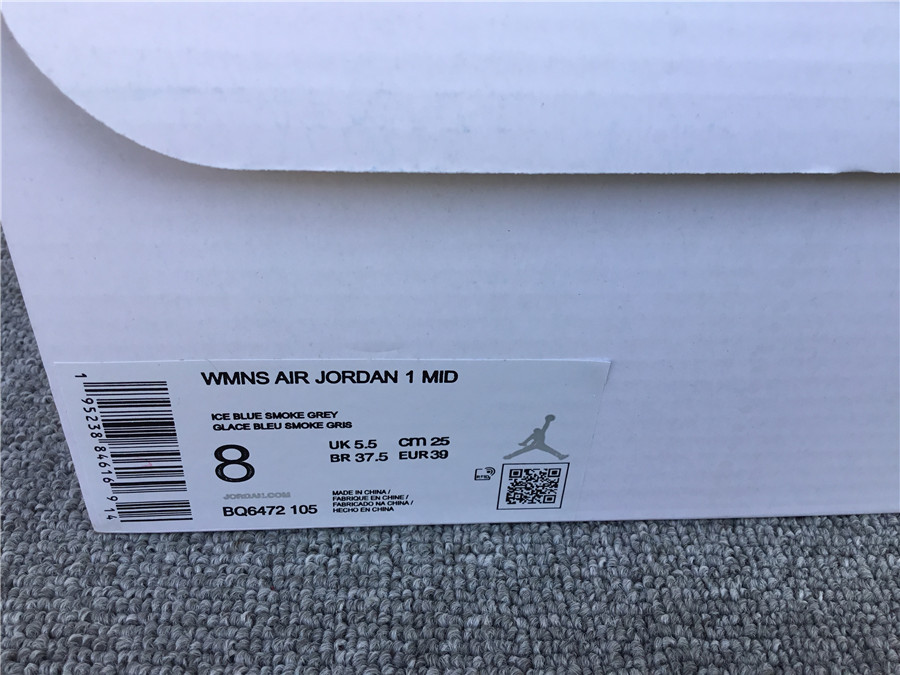 WMNS AIR JORDAN 1 MID
ICE BLUE SMOKE GREY
GLACE BLEU SMOKE GRIS
8
UK 5.5 cm 25
BR 37.5 EUR 39
JORDAN.COM
BQ6472 105
MADE IN CHINA /
FABRIQUE EN CHINE /
FABRICADO NA CHINA /
HECHO EN CHINA
1 95238 84616 9 14